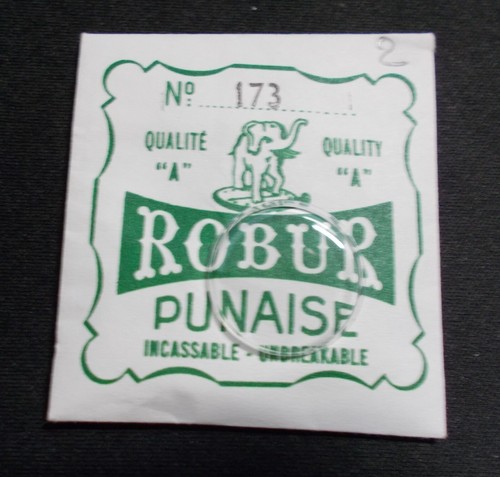 2
Nº 173
QUALITÉ QUALITY
"A" "A"
ROBUR
PUNAISE
INCASSABLE - UNBREAKABLE